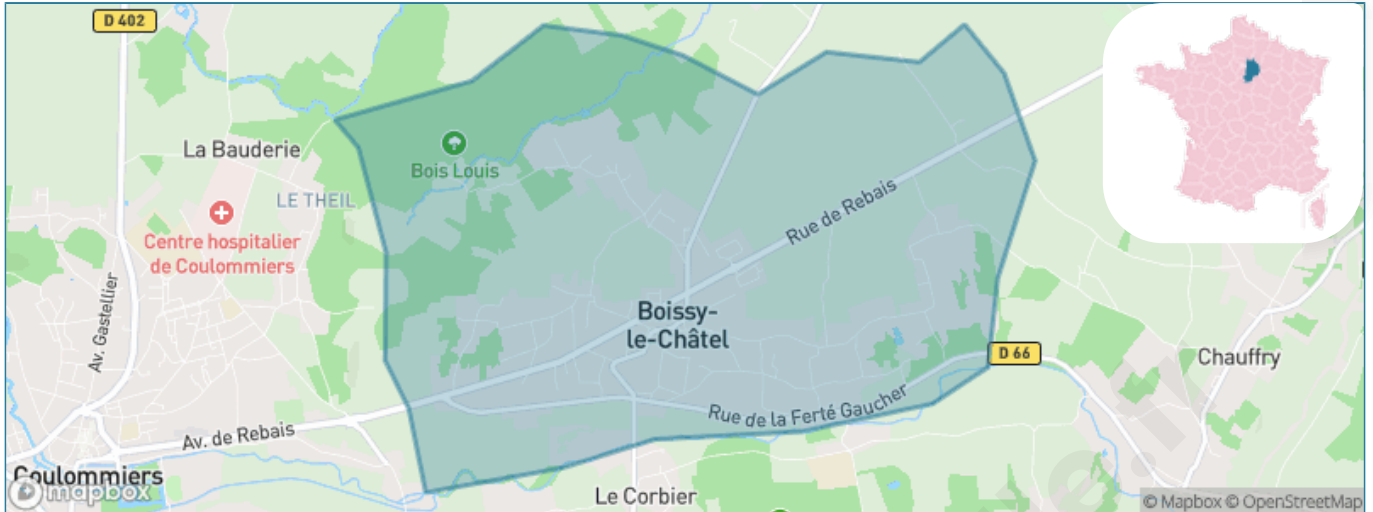 D 402
La Bauderie
Bois Louis
LE THEIL
Centre hospitalier
de Coulommiers
Av. Gastellier
Rue de Rebais
Boissy-
le-Châtel
D 66
Chauffry
Rue de la Ferté Gaucher
Av. de Rebais
Coulommiers
mapbox
Le Corbier
© Mapbox © OpenStreetMap